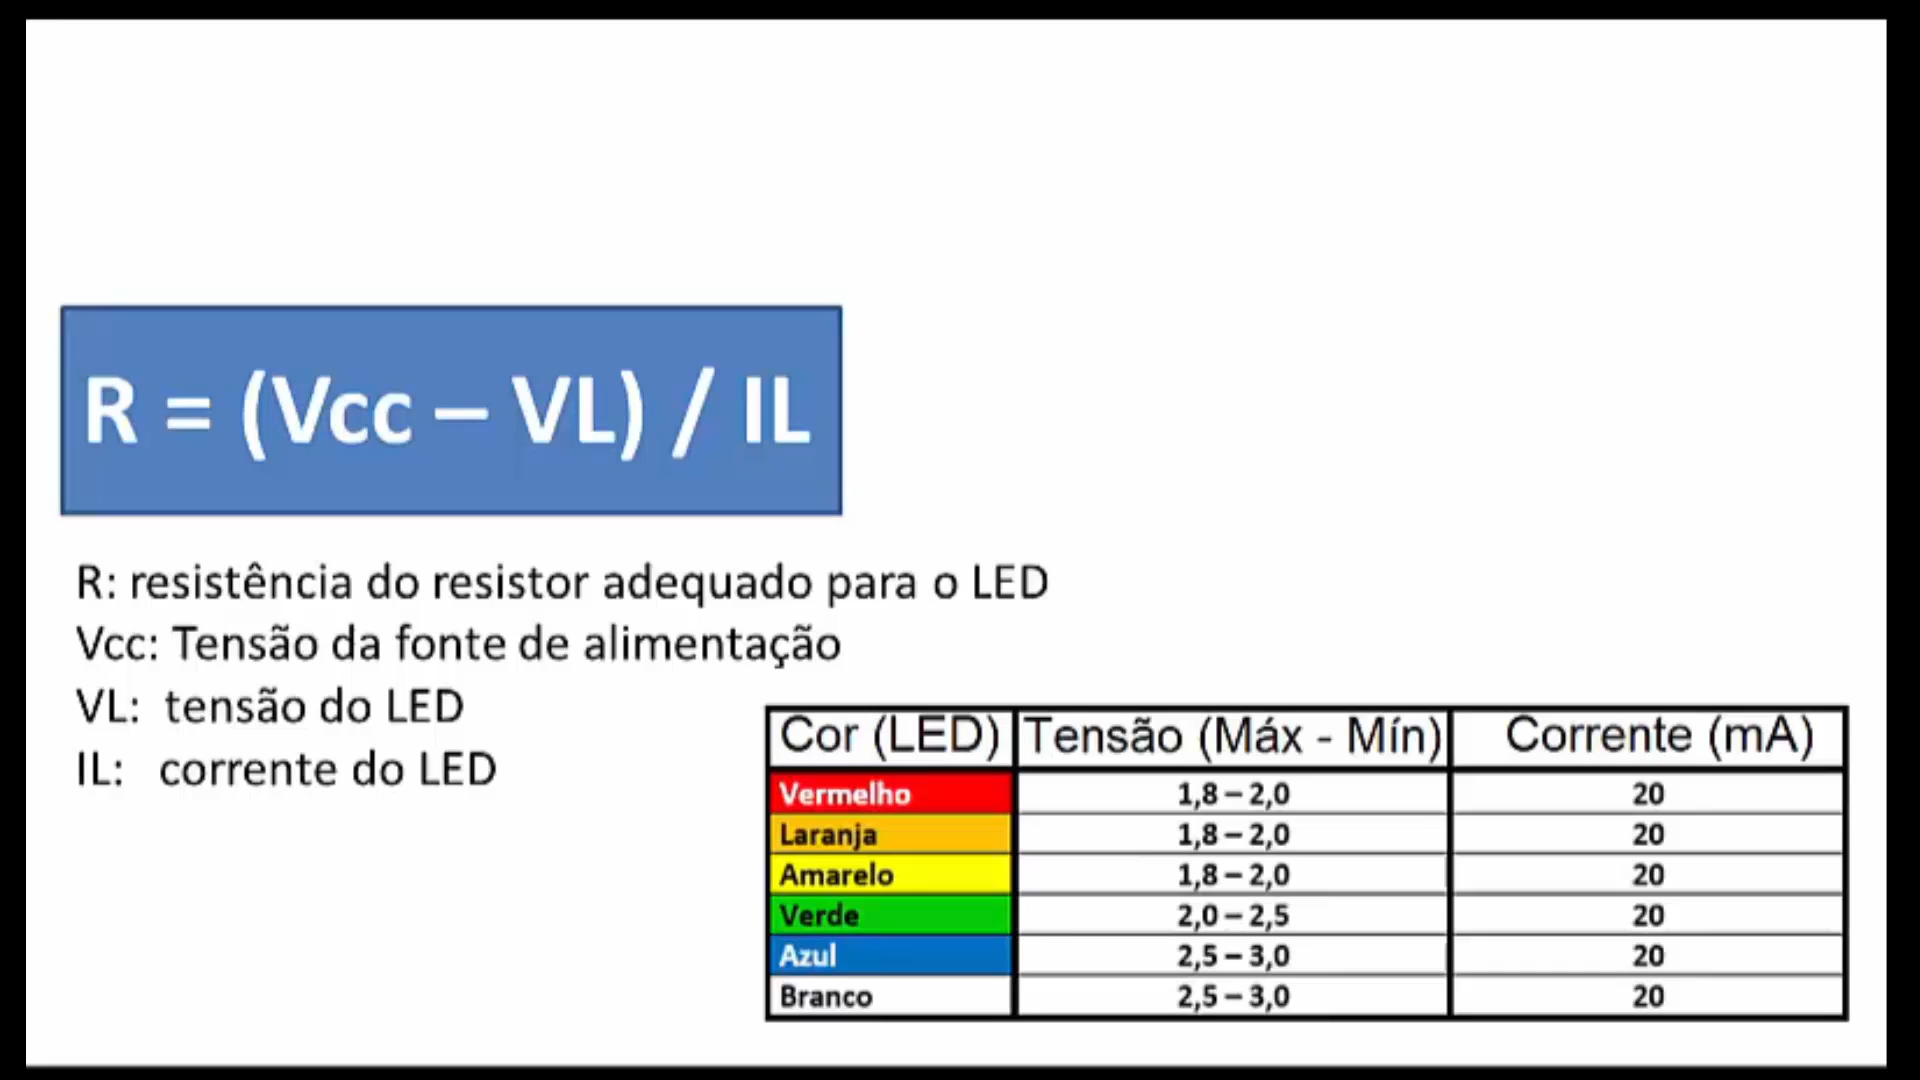 R = (Vcc – VL) / IL
R: resistência do resistor adequado para o LED
Vcc: Tensão da fonte de alimentação
VL: tensão do LED
IL: corrente do LED
Cor (LED) Tensão (Máx - Mín) Corrente (mA)
Vermelho 1,8 – 2,0 20
Laranja 1,8 – 2,0 20
Amarelo 1,8 – 2,0 20
Verde 2,0 – 2,5 20
Azul 2,5 – 3,0 20
Branco 2,5 – 3,0 20